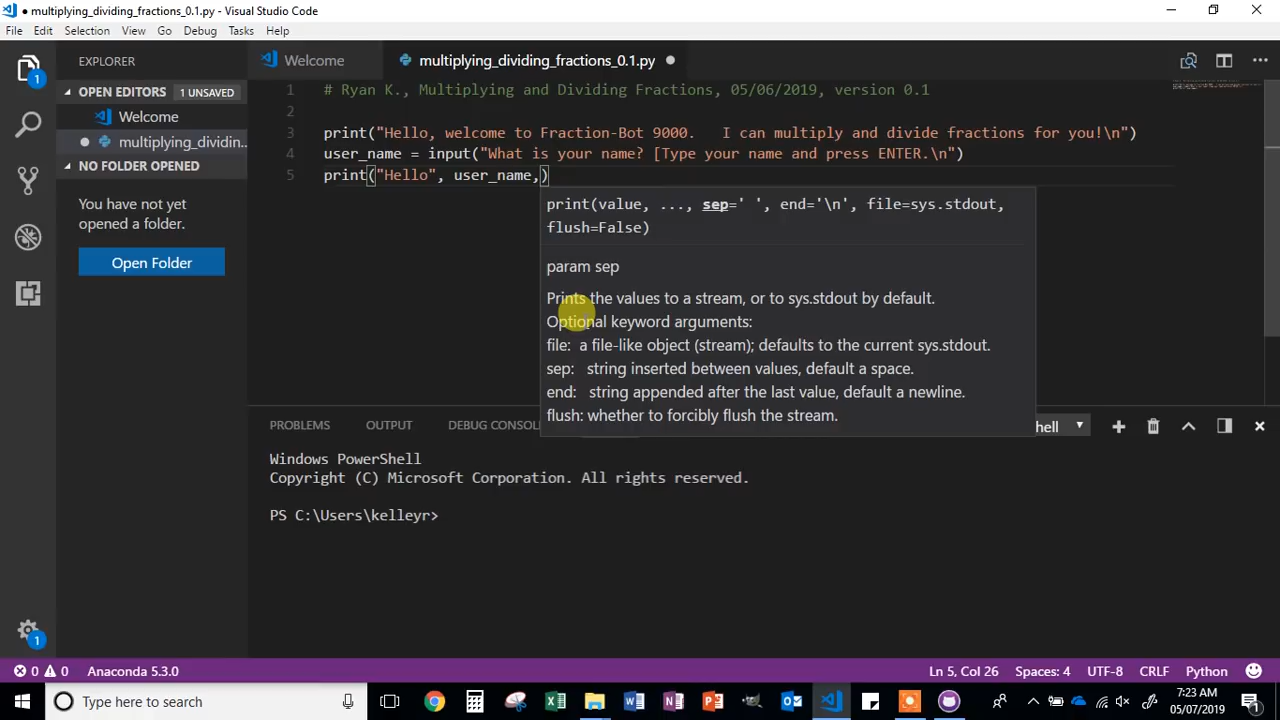 ● multiplying_dividing_fractions_0.1.py - Visual Studio Code
File Edit Selection View Go Debug Tasks Help
EXPLORER
OPEN EDITORS 1 UNSAVED
Welcome
● multiplying_dividin...
NO FOLDER OPENED
You have not yet
opened a folder.
Open Folder
1
1
Welcome multiplying_dividing_fractions_0.1.py ●
1 # Ryan K., Multiplying and Dividing Fractions, 05/06/2019, version 0.1
2
3 print("Hello, welcome to Fraction-Bot 9000.   I can multiply and divide fractions for you!\n")
4 user_name = input("What is your name? [Type your name and press ENTER.\n")
5 print("Hello", user_name,)
print(value, ..., sep=' ', end='\n', file=sys.stdout,
flush=False)
param sep
Prints the values to a stream, or to sys.stdout by default.
Optional keyword arguments:
file:  a file-like object (stream); defaults to the current sys.stdout.
sep:   string inserted between values, default a space.
end:   string appended after the last value, default a newline.
flush: whether to forcibly flush the stream.
PROBLEMS OUTPUT DEBUG CONSOL hell
Windows PowerShell
Copyright (C) Microsoft Corporation. All rights reserved.
PS C:\Users\kelleyr>
0 0 Anaconda 5.3.0 Ln 5, Col 26 Spaces: 4 UTF-8 CRLF Python
Type here to search
7:23 AM
05/07/2019
1